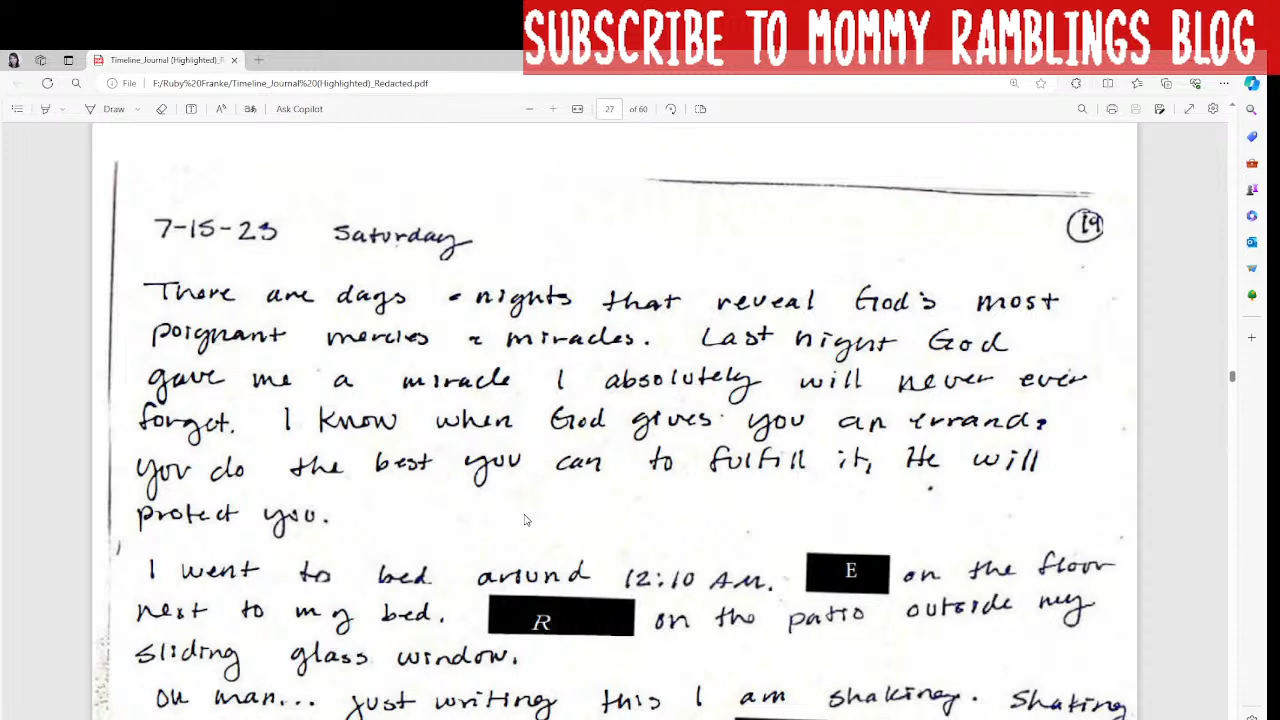 SUBSCRIBE TO MOMMY RAMBLINGS BLOG
Timeline_Journal (Highlighted)_R
File F:/Ruby%20Franke/Timeline_Journal%20(Highlighted)_Redacted.pdf
Draw Ask Copilot 27 of 60
7-15-23 Saturday
19
There are days & nights that reveal God's most
poignant mercies & miracles. Last night God
gave me a miracle I absolutely will never ever
forget. I know when God gives you an errand,
you do the best you can to fulfill it, He will
protect you.
I went to bed around 12:10 AM. E on the floor
next to my bed. R on the patio outside my
sliding glass window.
Oh man... just writing this I am shaking. Shaking